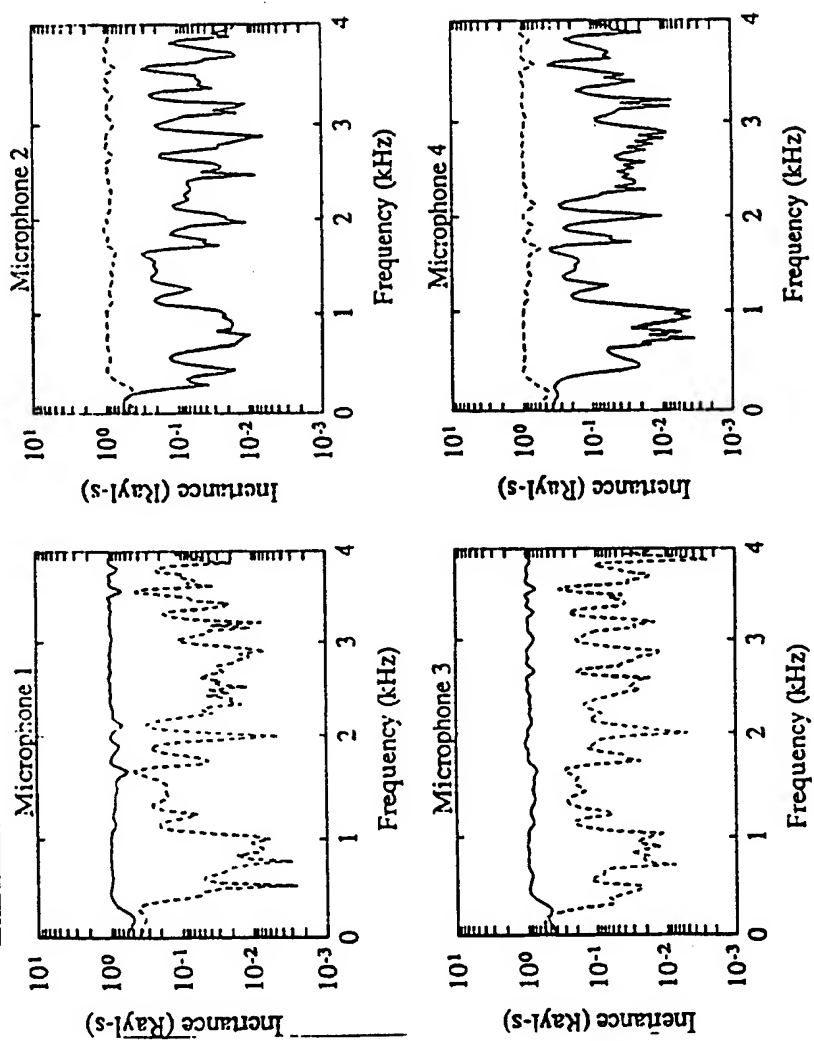 Microphone 1
10¹
10⁰
10⁻¹
10⁻²
10⁻³
Inertance (Rayl-s)
0 1 2 3 4
Frequency (kHz)
Microphone 2
10¹
10⁰
10⁻¹
10⁻²
10⁻³
Inertance (Rayl-s)
0 1 2 3 4
Frequency (kHz)
Microphone 3
10¹
10⁰
10⁻¹
10⁻²
10⁻³
Inertance (Rayl-s)
0 1 2 3 4
Frequency (kHz)
Microphone 4
10¹
10⁰
10⁻¹
10⁻²
10⁻³
Inertance (Rayl-s)
0 1 2 3 4
Frequency (kHz)